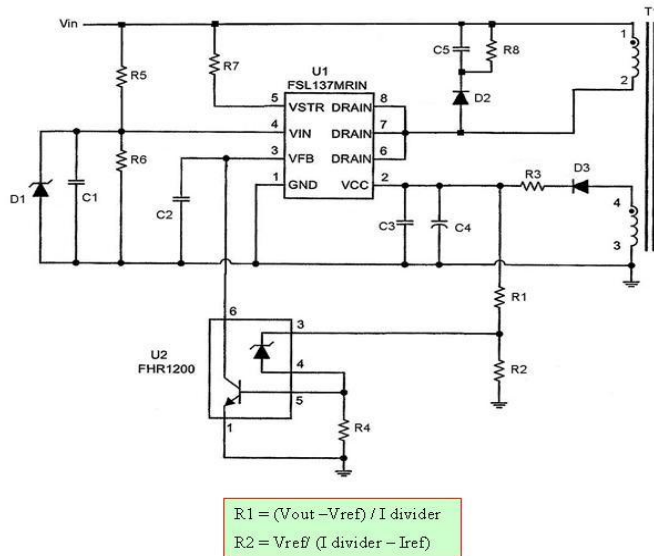 Vin
T1
1
2
C5
R8
D2
R5
R7
U1
FSL137MRIN
5 VSTR DRAIN 8
4 VIN DRAIN 7
3 VFB DRAIN 6
1 GND VCC 2
R6
D1
C1
C2
C3
C4
R3
D3
4
3
R1
R2
6
U2
FHR1200
3
4
5
1
R4
R1 = (Vout –Vref) / I divider
R2 = Vref/ (I divider – Iref)